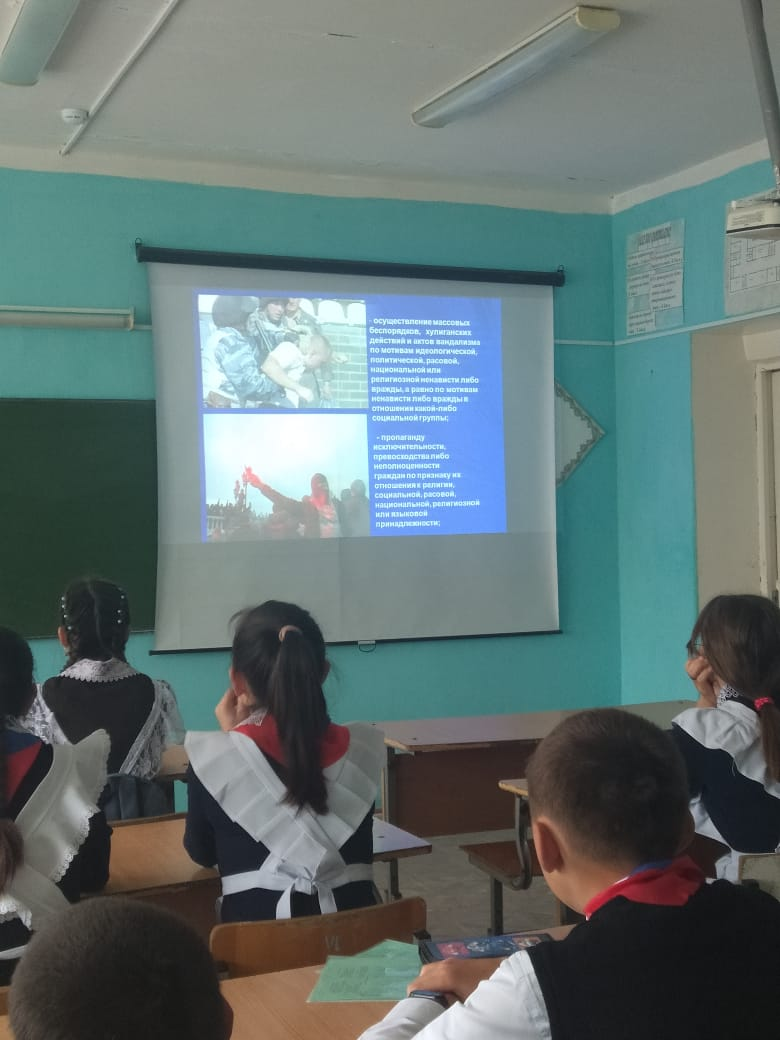 - осуществление массовых
беспорядков, хулиганских
действий и актов вандализма
по мотивам идеологической,
политической, расовой,
национальной или
религиозной ненависти либо
вражды, а равно по мотивам
ненависти либо вражды в
отношении какой-либо
социальной группы;
- пропаганду
исключительности,
превосходства либо
неполноценности
граждан по признаку их
отношения к религии,
социальной, расовой,
национальной, религиозной
или языковой
принадлежности;
VI